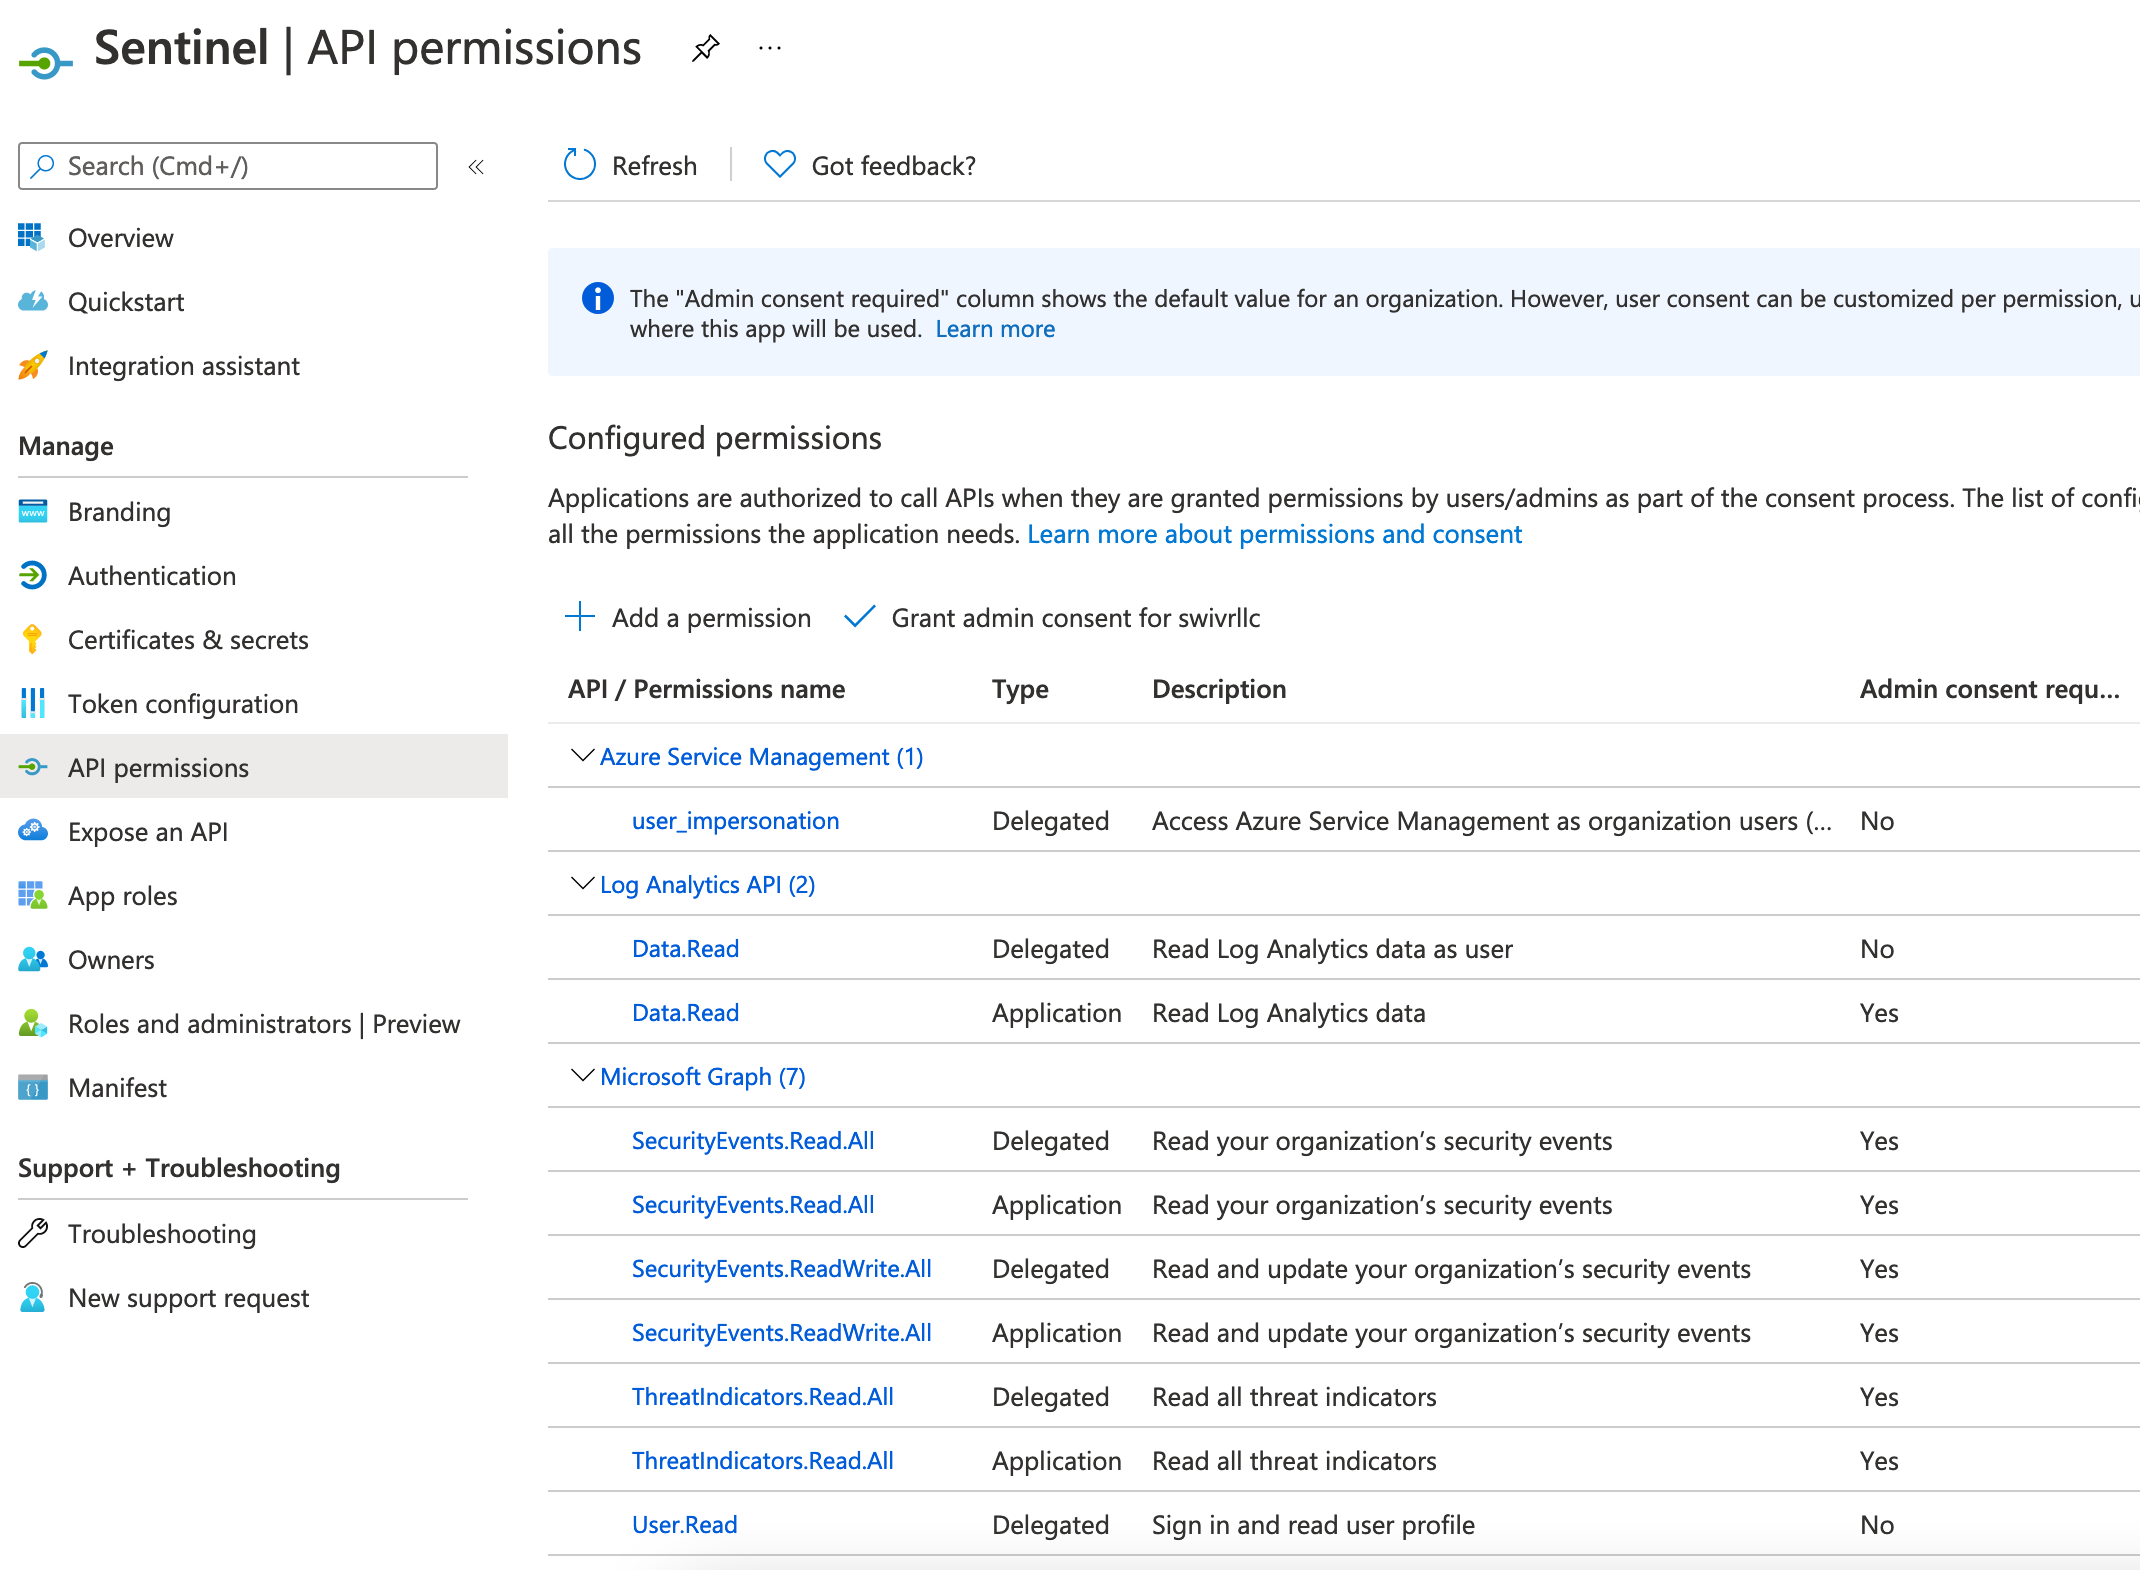 Sentinel | API permissions ...
Search (Cmd+/) «
Refresh Got feedback?
Overview
Quickstart
Integration assistant
The "Admin consent required" column shows the default value for an organization. However, user consent can be customized per permission, u
where this app will be used. Learn more
Manage
Branding
Authentication
Certificates & secrets
Token configuration
API permissions
Expose an API
App roles
Owners
Roles and administrators | Preview
Manifest
Support + Troubleshooting
Troubleshooting
New support request
Configured permissions
Applications are authorized to call APIs when they are granted permissions by users/admins as part of the consent process. The list of confi
all the permissions the application needs. Learn more about permissions and consent
Add a permission Grant admin consent for swivrllc
API / Permissions name Type Description Admin consent requ...
Azure Service Management (1)
user_impersonation Delegated Access Azure Service Management as organization users (... No
Log Analytics API (2)
Data.Read Delegated Read Log Analytics data as user No
Data.Read Application Read Log Analytics data Yes
Microsoft Graph (7)
SecurityEvents.Read.All Delegated Read your organization’s security events Yes
SecurityEvents.Read.All Application Read your organization’s security events Yes
SecurityEvents.ReadWrite.All Delegated Read and update your organization’s security events Yes
SecurityEvents.ReadWrite.All Application Read and update your organization’s security events Yes
ThreatIndicators.Read.All Delegated Read all threat indicators Yes
ThreatIndicators.Read.All Application Read all threat indicators Yes
User.Read Delegated Sign in and read user profile No